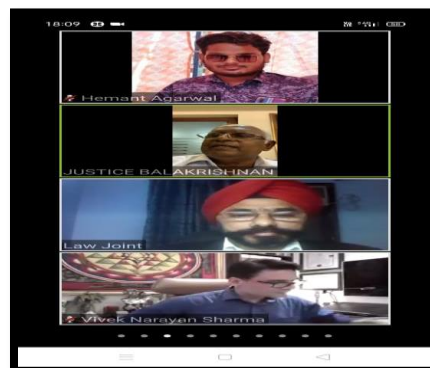 18:09
Hemant Agarwal
JUSTICE BALAKRISHNAN
Law Joint
Vivek Narayan Sharma